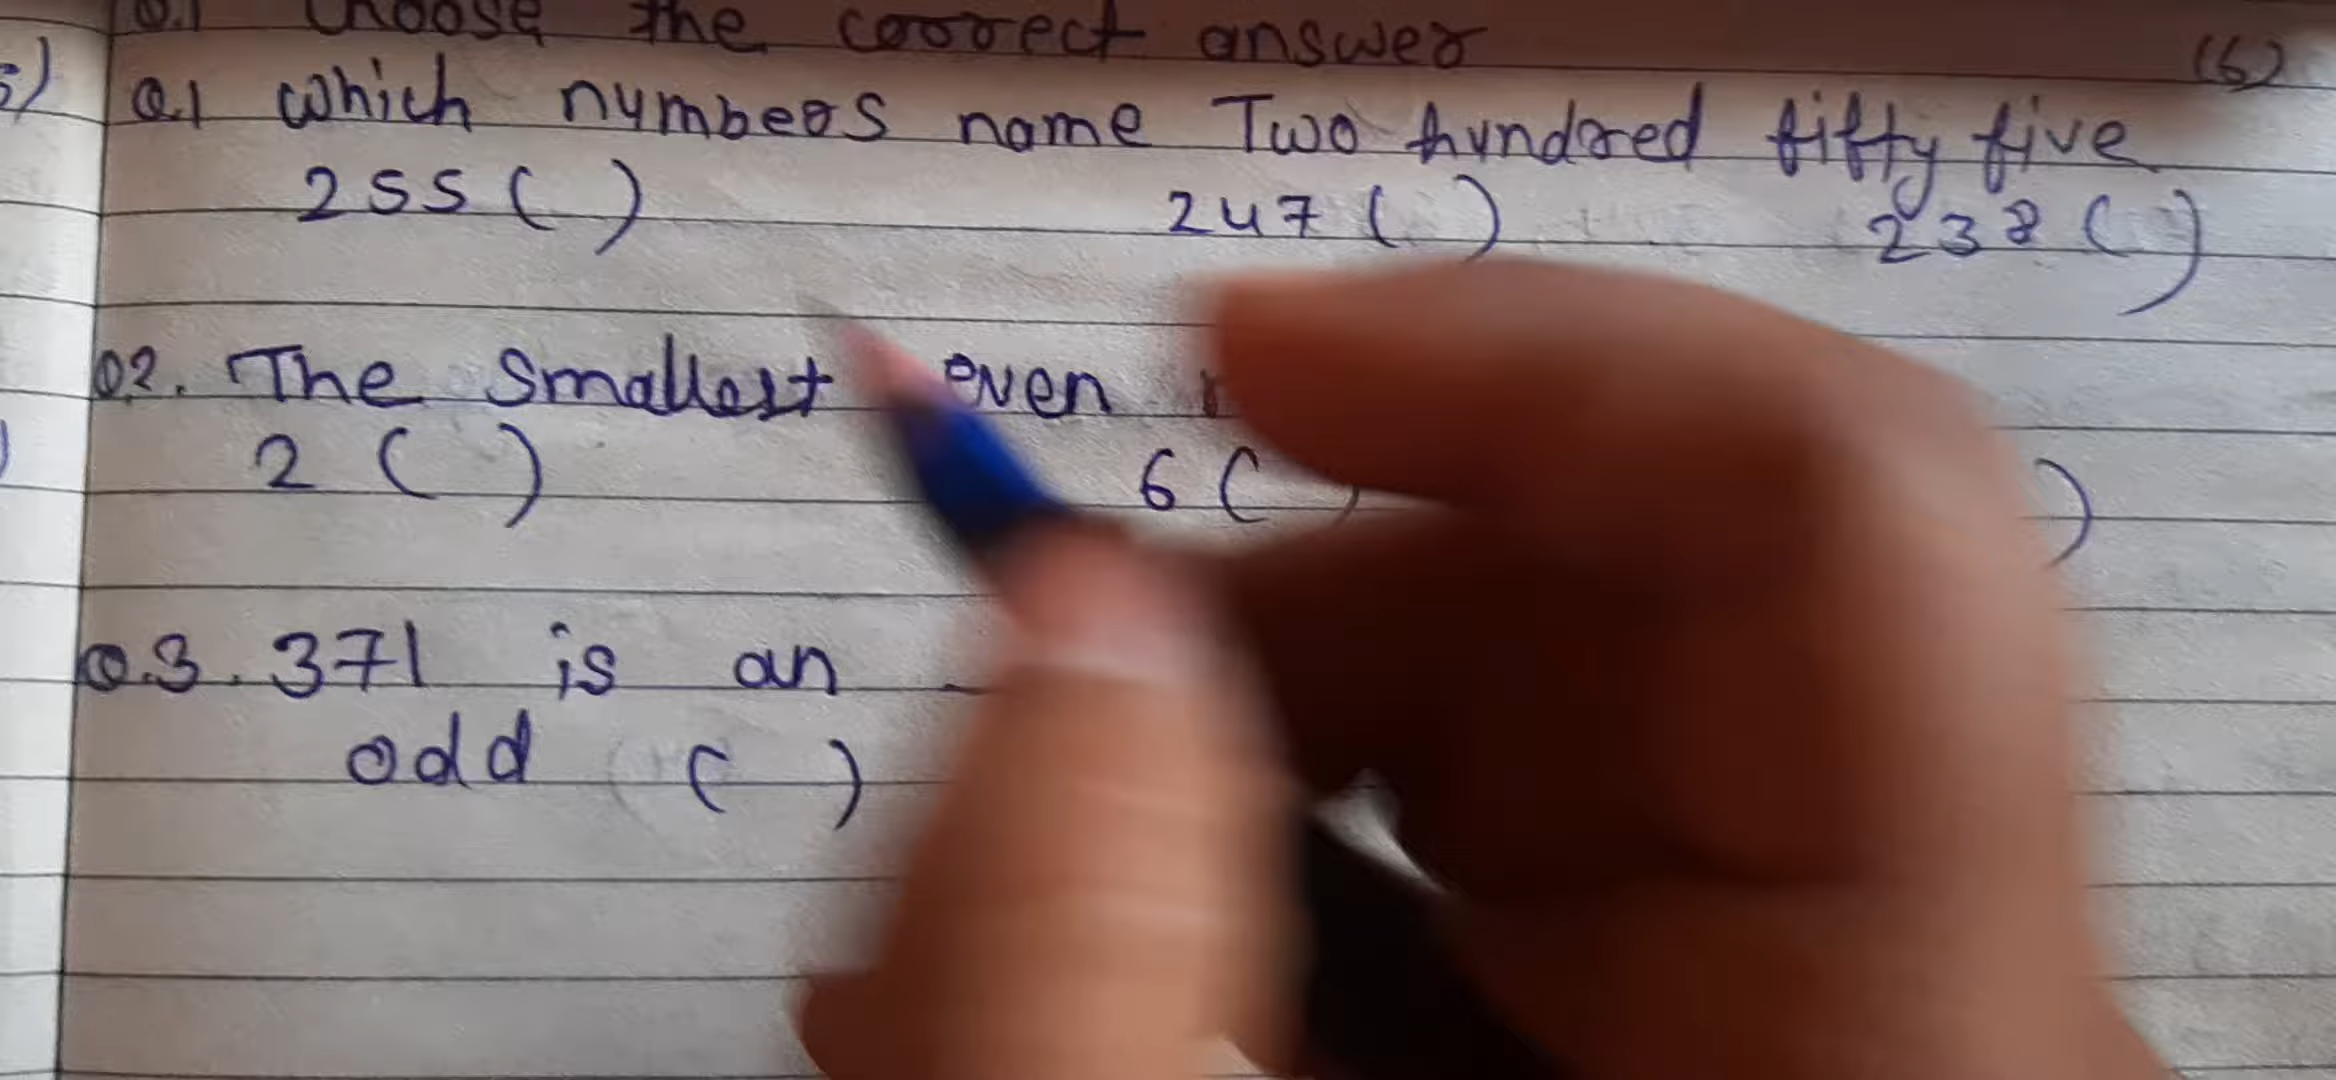 Q.1 Choose the correct answer (5)
Q.1 which numbers name Two hundred fifty five
255 ( ) 247 ( ) 238 ( )
Q2. The smallest even
2 ( ) 6 ( ) )
Q.3. 371 is an
odd ( )